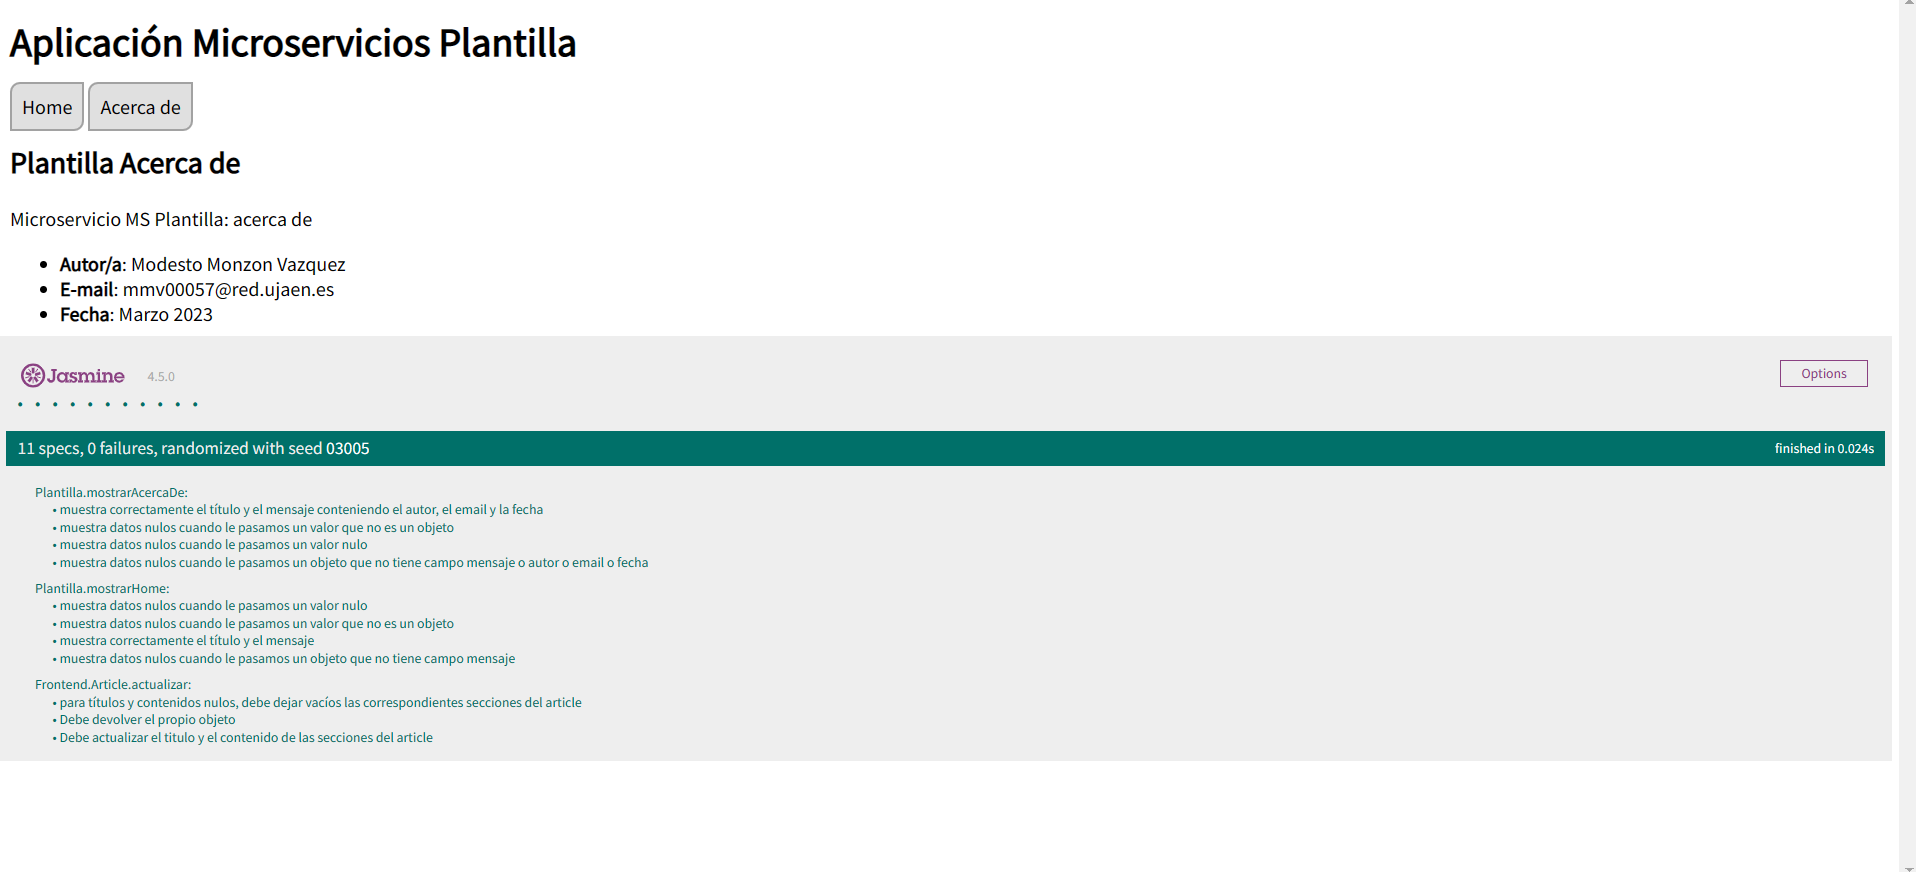 Aplicación Microservicios Plantilla
Home Acerca de
Plantilla Acerca de
Microservicio MS Plantilla: acerca de
• Autor/a: Modesto Monzon Vazquez
• E-mail: mmv00057@red.ujaen.es
• Fecha: Marzo 2023
Jasmine 4.5.0 Options
• • • • • • • • • • •
11 specs, 0 failures, randomized with seed 03005 finished in 0.024s
Plantilla.mostrarAcercaDe:
• muestra correctamente el título y el mensaje conteniendo el autor, el email y la fecha
• muestra datos nulos cuando le pasamos un valor que no es un objeto
• muestra datos nulos cuando le pasamos un valor nulo
• muestra datos nulos cuando le pasamos un objeto que no tiene campo mensaje o autor o email o fecha
Plantilla.mostrarHome:
• muestra datos nulos cuando le pasamos un valor nulo
• muestra datos nulos cuando le pasamos un valor que no es un objeto
• muestra correctamente el título y el mensaje
• muestra datos nulos cuando le pasamos un objeto que no tiene campo mensaje
Frontend.Article.actualizar:
• para títulos y contenidos nulos, debe dejar vacíos las correspondientes secciones del article
• Debe devolver el propio objeto
• Debe actualizar el titulo y el contenido de las secciones del article